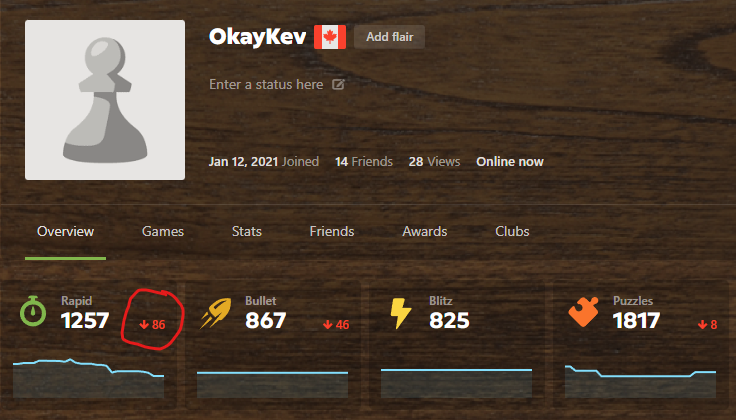 OkayKev Add flair
Enter a status here
Jan 12, 2021 Joined 14 Friends 28 Views Online now
Overview Games Stats Friends Awards Clubs
Rapid
1257 86
Bullet
867 46
Blitz
825
Puzzles
1817 8